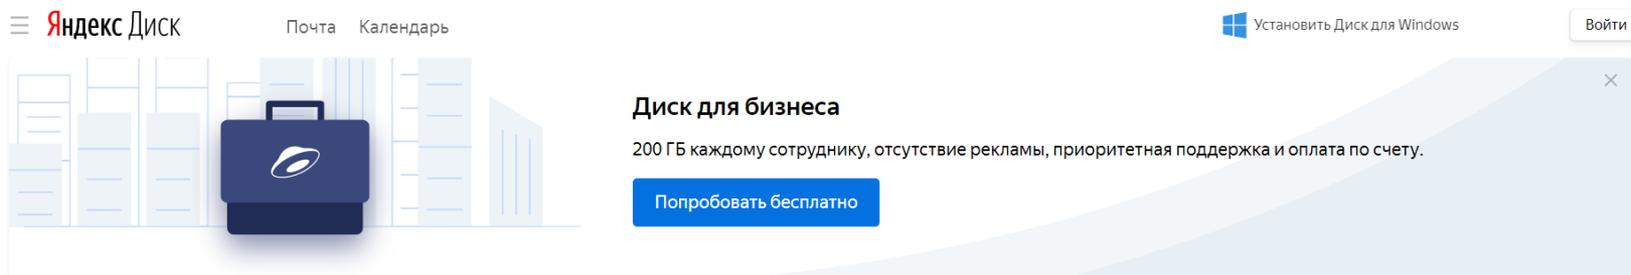 Яндекс Диск
Почта Календарь
Установить Диск для Windows
Войти
Диск для бизнеса
200 ГБ каждому сотруднику, отсутствие рекламы, приоритетная поддержка и оплата по счету.
Попробовать бесплатно